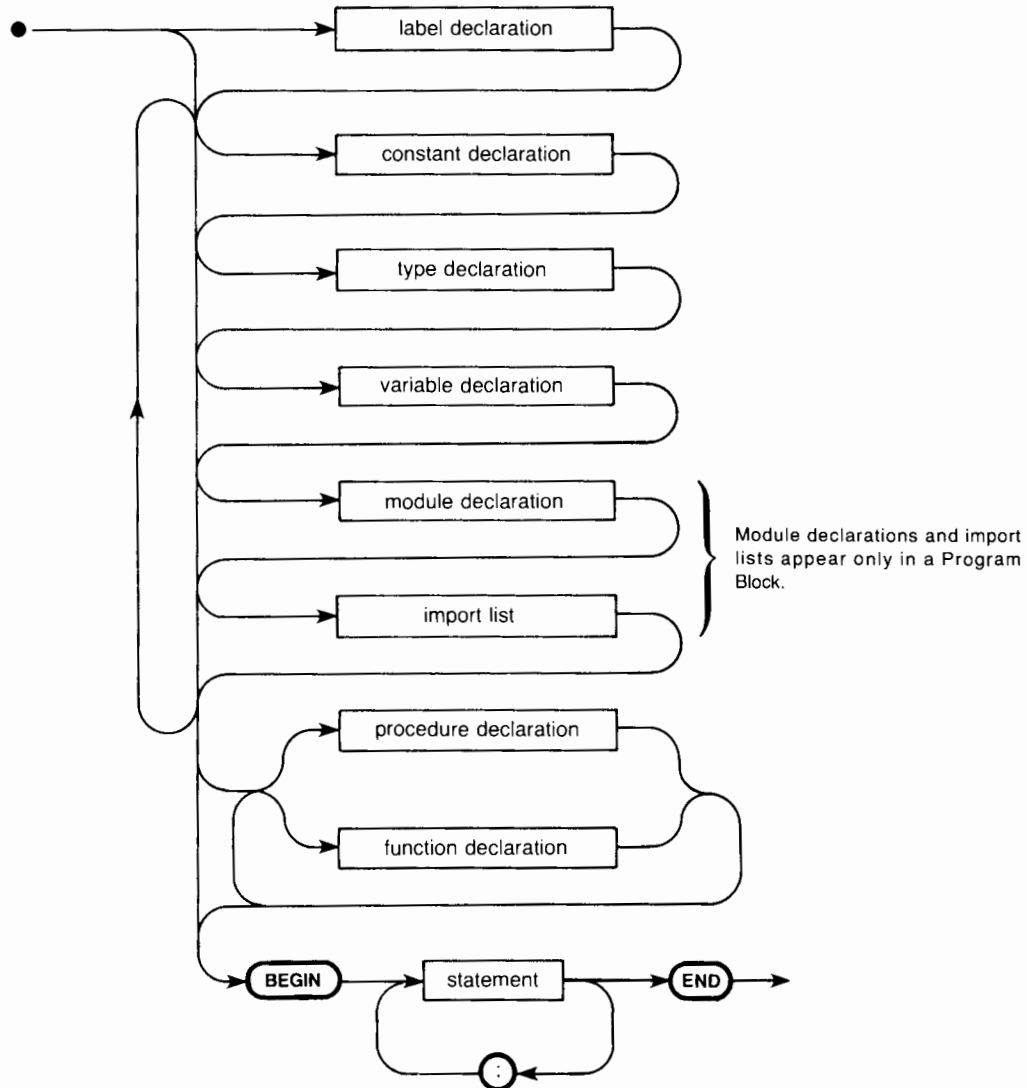 label declaration
constant declaration
type declaration
variable declaration
module declaration
import list
Module declarations and import
lists appear only in a Program
Block.
procedure declaration
function declaration
BEGIN
statement
END
: